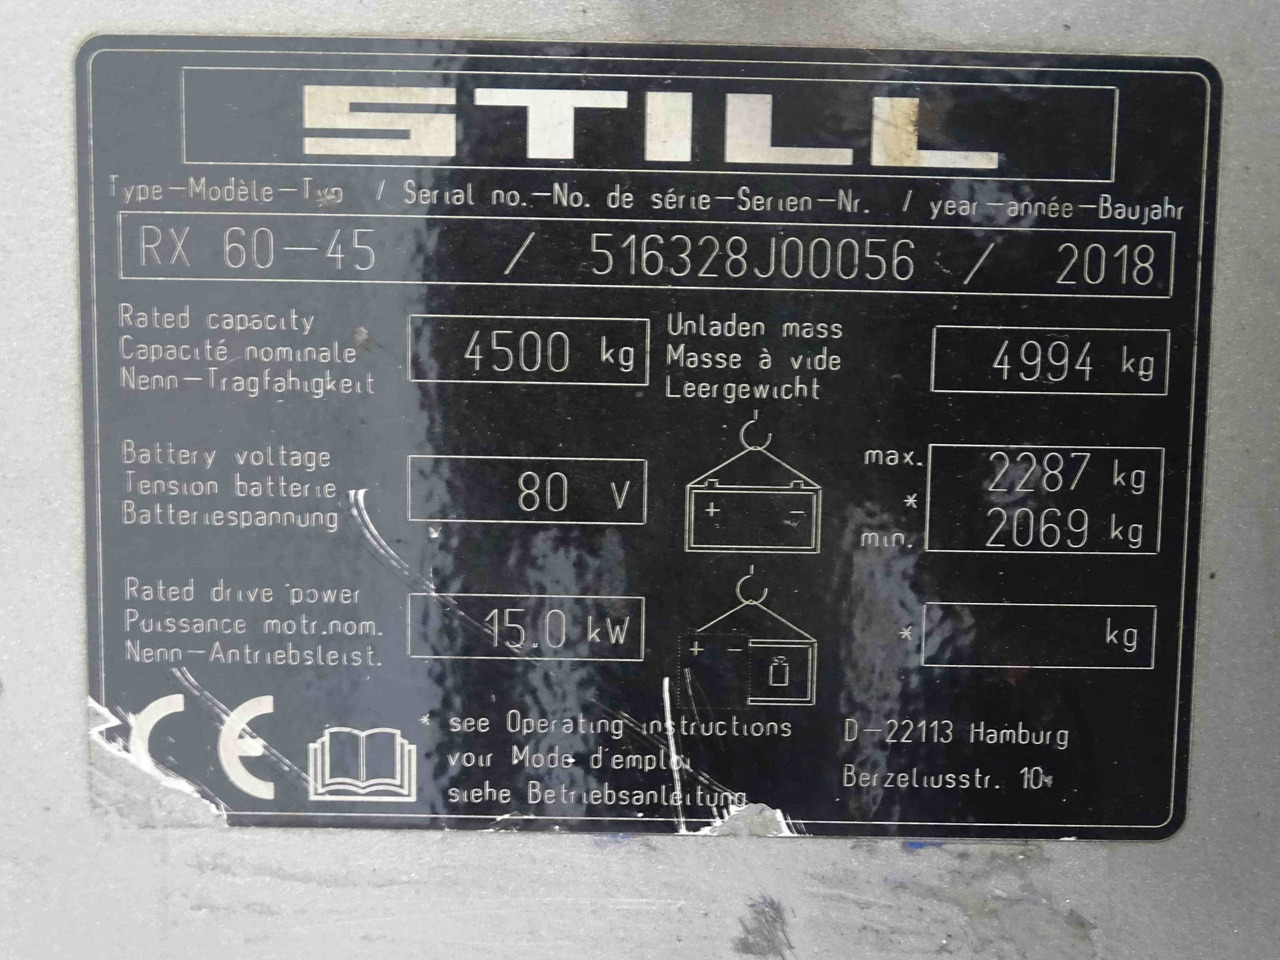 STILL
Type-Modèle-Typ / Serial no.-No. de série-Serien-Nr. / year-année-Baujahr
RX 60-45 / 516328J00056 / 2018
Rated capacity
Capacité nominale
Nenn-Tragfahigkeit
4500 kg
Unladen mass
Masse à vide
Leergewicht
4994 kg
Battery voltage
Tension batterie
Batteriespannung
80 V
+ -
max. 2287 kg
*
min. 2069 kg
Rated drive power
Puissance motr.nom.
Nenn-Antriebsleist.
15.0 kW
+ -
* kg
CE
* see Operating instructions
voir Mode d'emploi
siehe Betriebsanleitung
D-22113 Hamburg
Berzeliusstr. 10